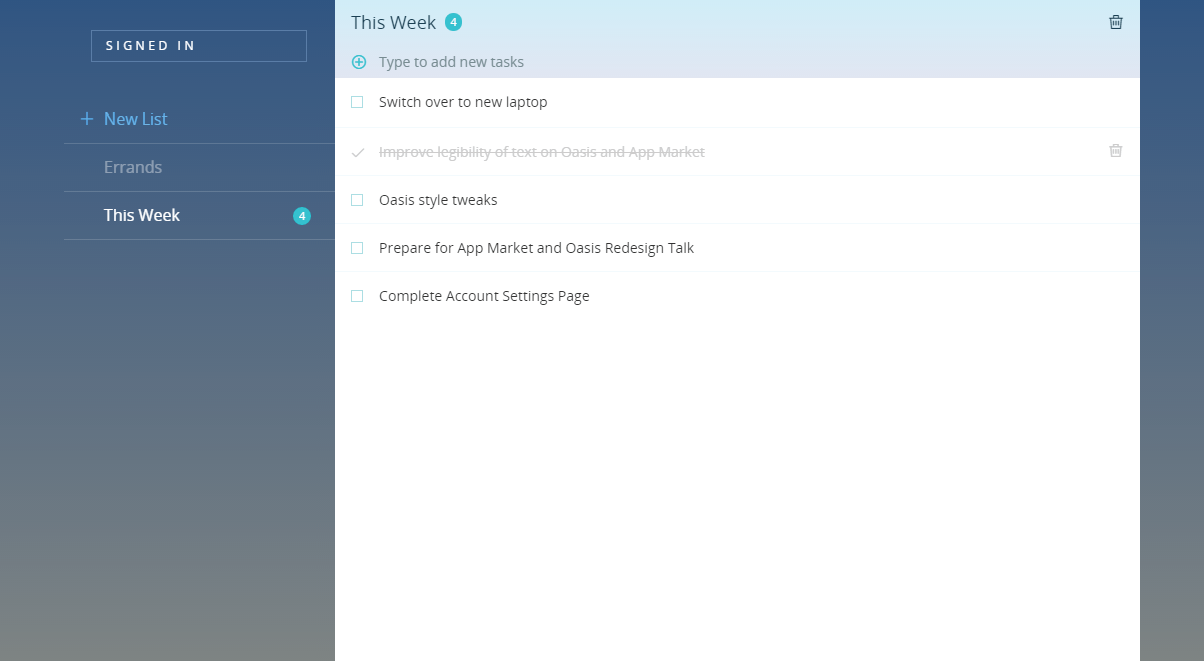 SIGNED IN
New List
Errands
This Week 4
This Week 4
Type to add new tasks
Switch over to new laptop
Improve legibility of text on Oasis and App Market
Oasis style tweaks
Prepare for App Market and Oasis Redesign Talk
Complete Account Settings Page